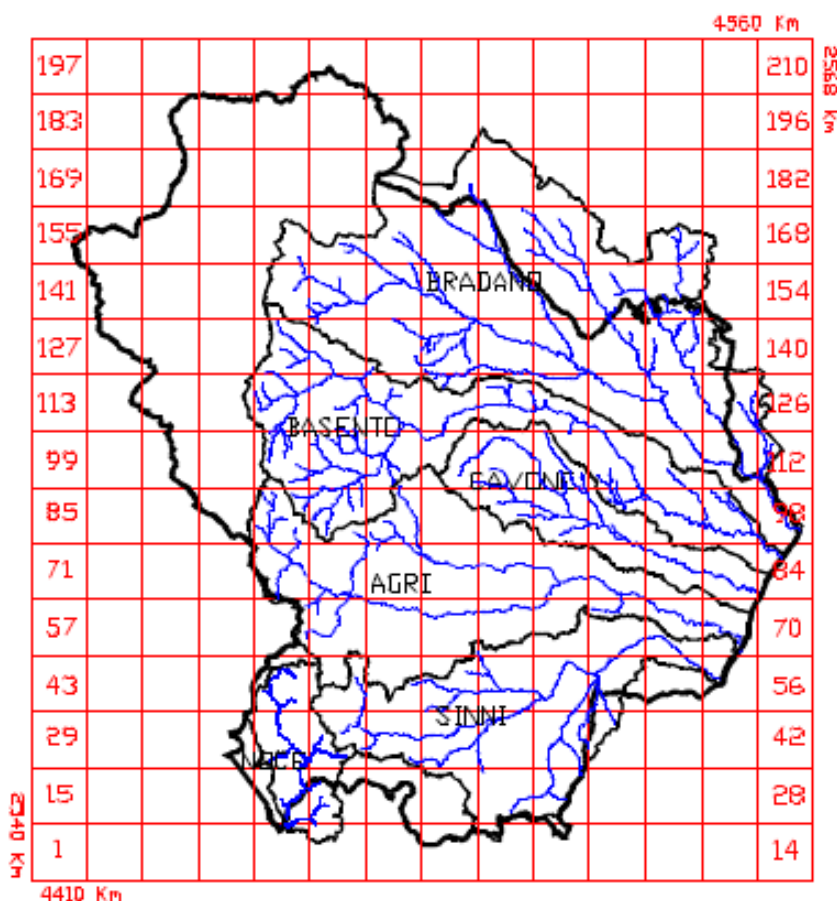 4560 Km
2568 Km
197 210
183 196
169 182
155 168
BRADANO
141 154
127 140
113 126
BASENTO
99 112
CAVONE
85 98
71 84
AGRI
57 70
43 56
SINNI
29 42
NOCE
15 28
2340 Km
1 14
4410 Km